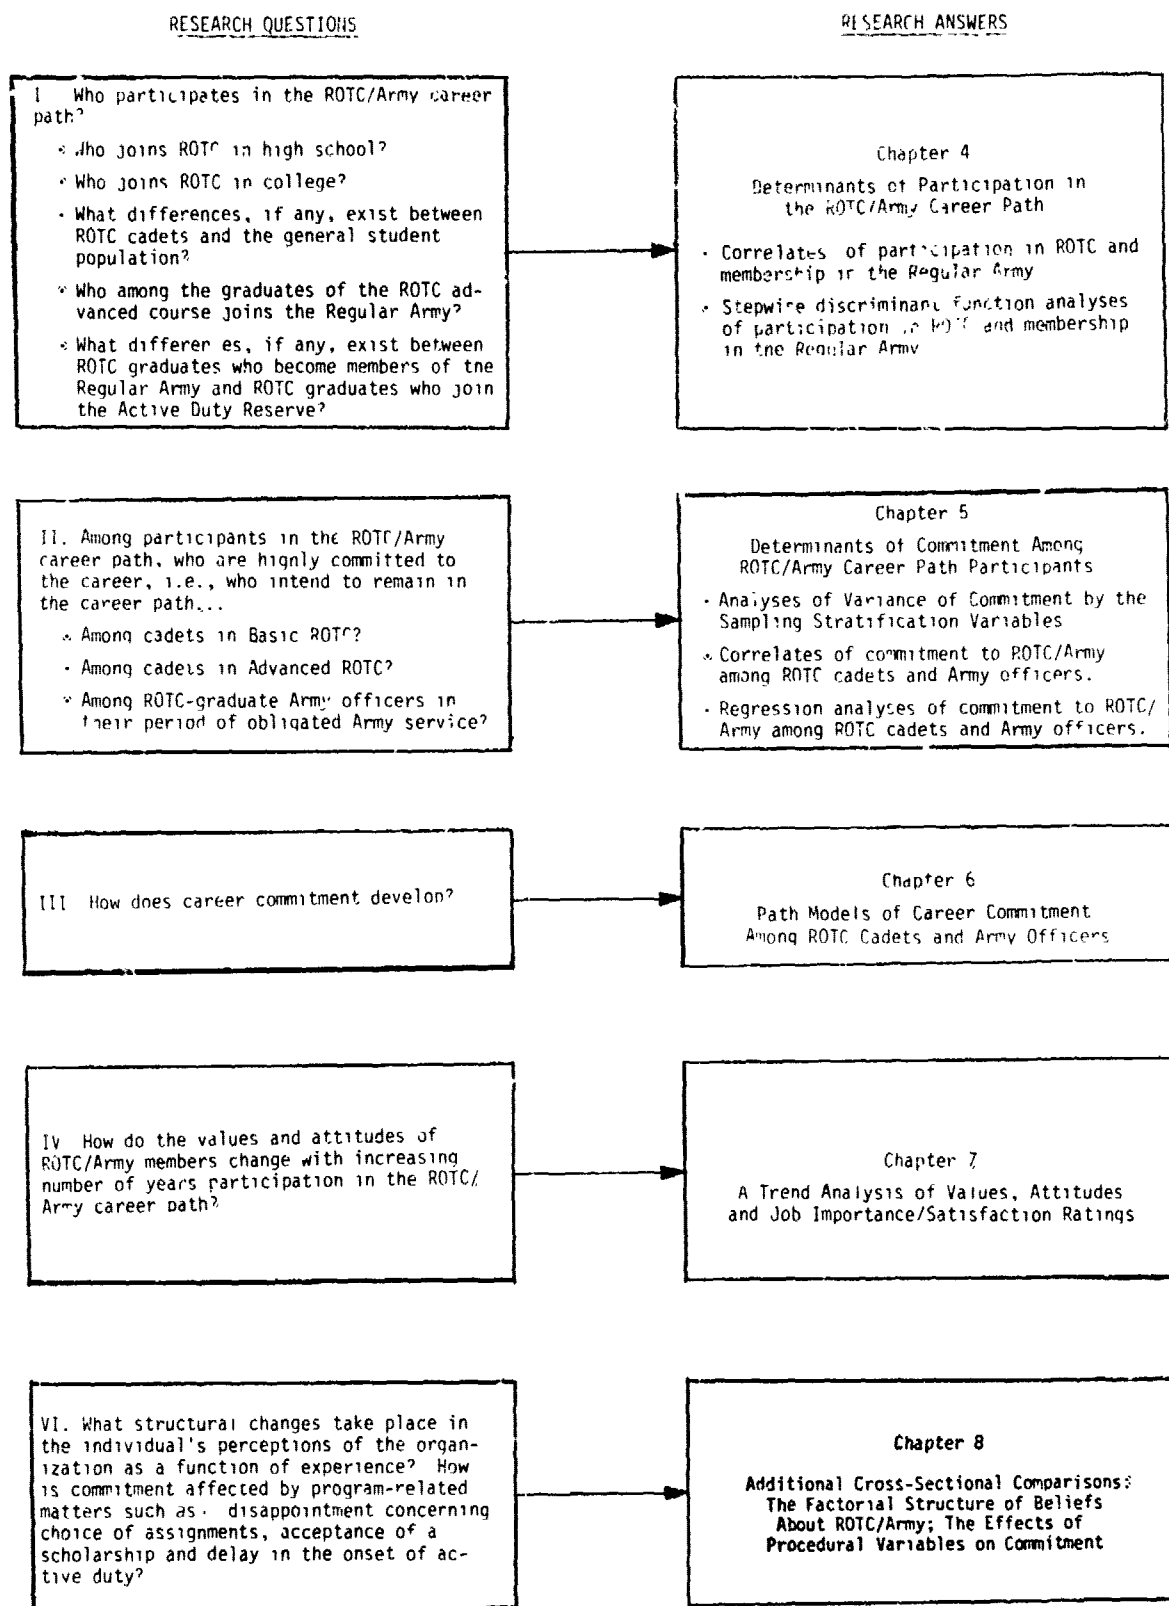 RESEARCH QUESTIONS
RESEARCH ANSWERS
I Who participates in the ROTC/Army career
path?
• Who joins ROTC in high school?
• Who joins ROTC in college?
• What differences, if any, exist between
ROTC cadets and the general student
population?
• Who among the graduates of the ROTC ad-
vanced course joins the Regular Army?
• What differer es, if any, exist between
ROTC graduates who become members of the
Regular Army and ROTC graduates who join
the Active Duty Reserve?
Chapter 4
Determinants of Participation in
the ROTC/Army Career Path
• Correlates of participation in ROTC and
membership in the Regular Army
• Stepwire discriminant function analyses
of participation in ROTC and membership
in the Regular Army
II. Among participants in the ROTC/Army
career path, who are highly committed to
the career, i.e., who intend to remain in
the career path...
• Among cadets in Basic ROTC?
• Among cadets in Advanced ROTC?
• Among ROTC-graduate Army officers in
their period of obligated Army service?
Chapter 5
Determinants of Commitment Among
ROTC/Army Career Path Participants
• Analyses of Variance of Commitment by the
Sampling Stratification Variables
• Correlates of commitment to ROTC/Army
among ROTC cadets and Army officers.
• Regression analyses of commitment to ROTC/
Army among ROTC cadets and Army officers.
III How does career commitment develop?
Chapter 6
Path Models of Career Commitment
Among ROTC Cadets and Army Officers
IV How do the values and attitudes of
ROTC/Army members change with increasing
number of years participation in the ROTC/
Army career path?
Chapter 7
A Trend Analysis of Values, Attitudes
and Job Importance/Satisfaction Ratings
VI. What structural changes take place in
the individual's perceptions of the organ-
ization as a function of experience? How
is commitment affected by program-related
matters such as· disappointment concerning
choice of assignments, acceptance of a
scholarship and delay in the onset of ac-
tive duty?
Chapter 8
Additional Cross-Sectional Comparisons:
The Factorial Structure of Beliefs
About ROTC/Army; The Effects of
Procedural Variables on Commitment